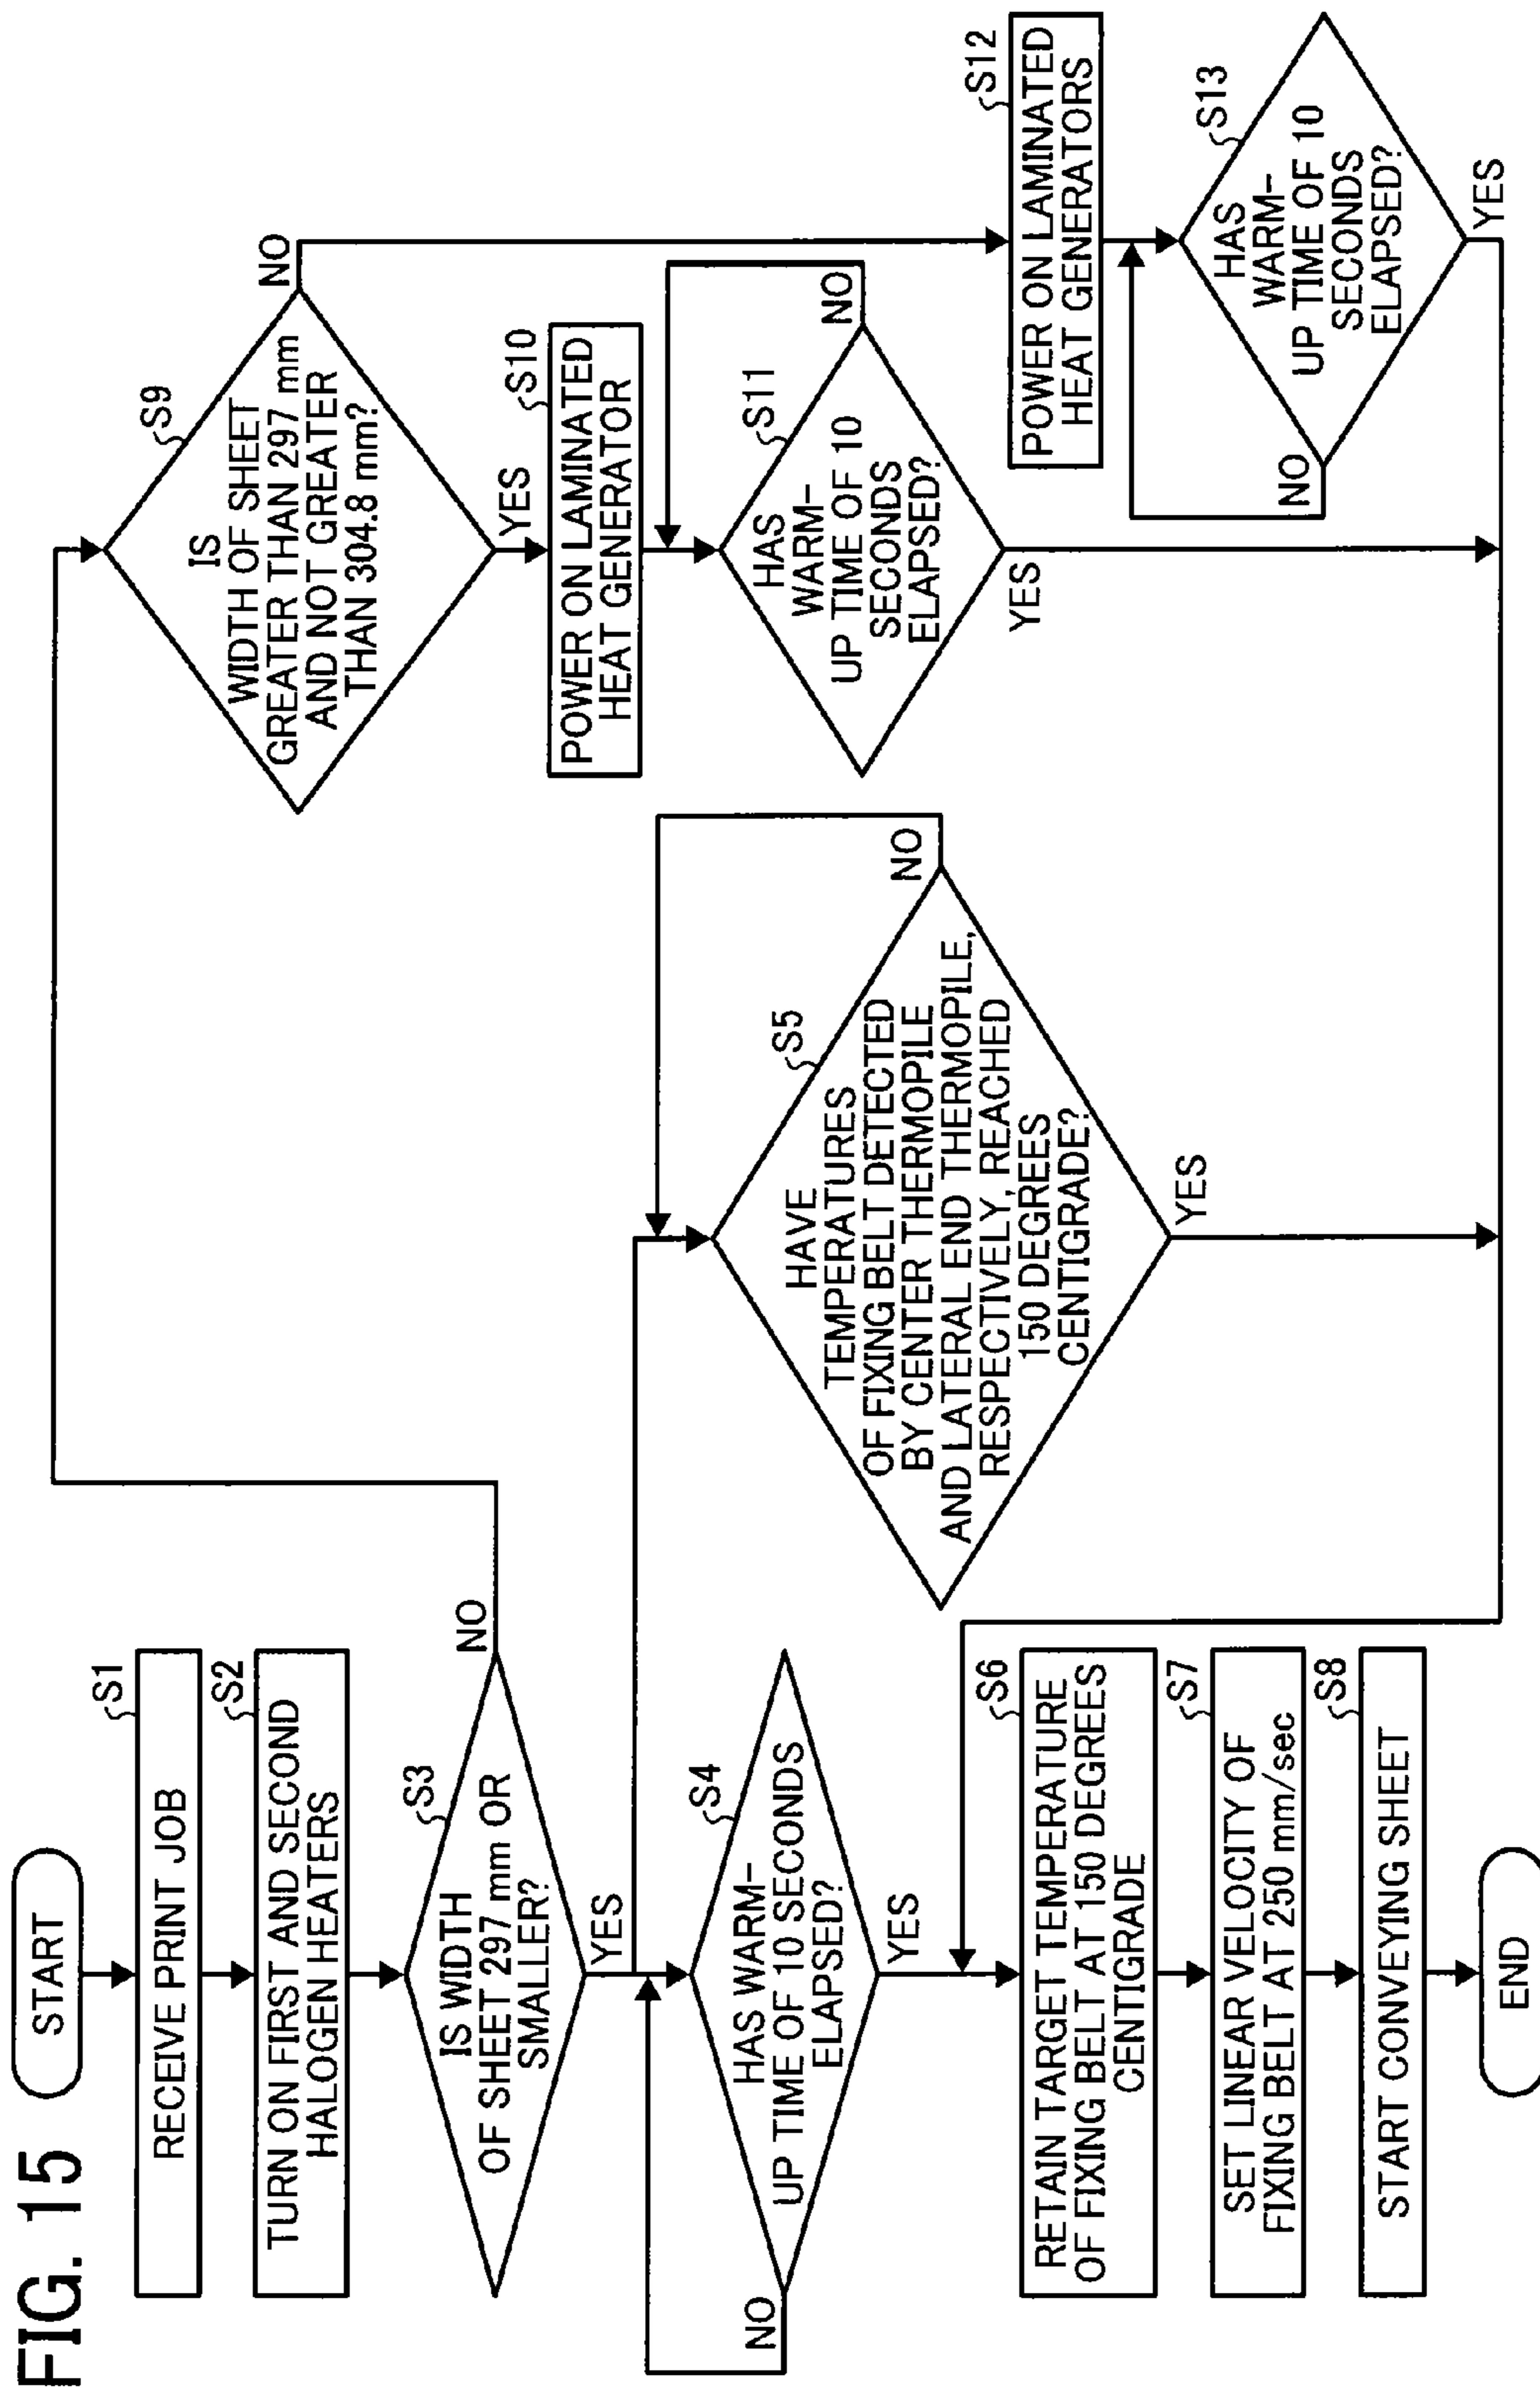 FIG. 15
START
S1
RECEIVE PRINT JOB
S2
TURN ON FIRST AND SECOND
HALOGEN HEATERS
S3
IS WIDTH
OF SHEET 297 mm OR
SMALLER?
NO
YES
S4
HAS WARM-
UP TIME OF 10 SECONDS
ELAPSED?
NO
YES
S5
HAVE
TEMPERATURES
OF FIXING BELT DETECTED
BY CENTER THERMOPILE
AND LATERAL END THERMOPILE,
RESPECTIVELY, REACHED
150 DEGREES
CENTIGRADE?
NO
YES
S6
RETAIN TARGET TEMPERATURE
OF FIXING BELT AT 150 DEGREES
CENTIGRADE
S7
SET LINEAR VELOCITY OF
FIXING BELT AT 250 mm/sec
S8
START CONVEYING SHEET
END
S9
IS
WIDTH OF SHEET
GREATER THAN 297 mm
AND NOT GREATER
THAN 304.8 mm?
NO
YES
S10
POWER ON LAMINATED
HEAT GENERATOR
S11
HAS
WARM-
UP TIME OF 10
SECONDS
ELAPSED?
NO
YES
S12
POWER ON LAMINATED
HEAT GENERATORS
S13
HAS
WARM-
UP TIME OF 10
SECONDS
ELAPSED?
NO
YES